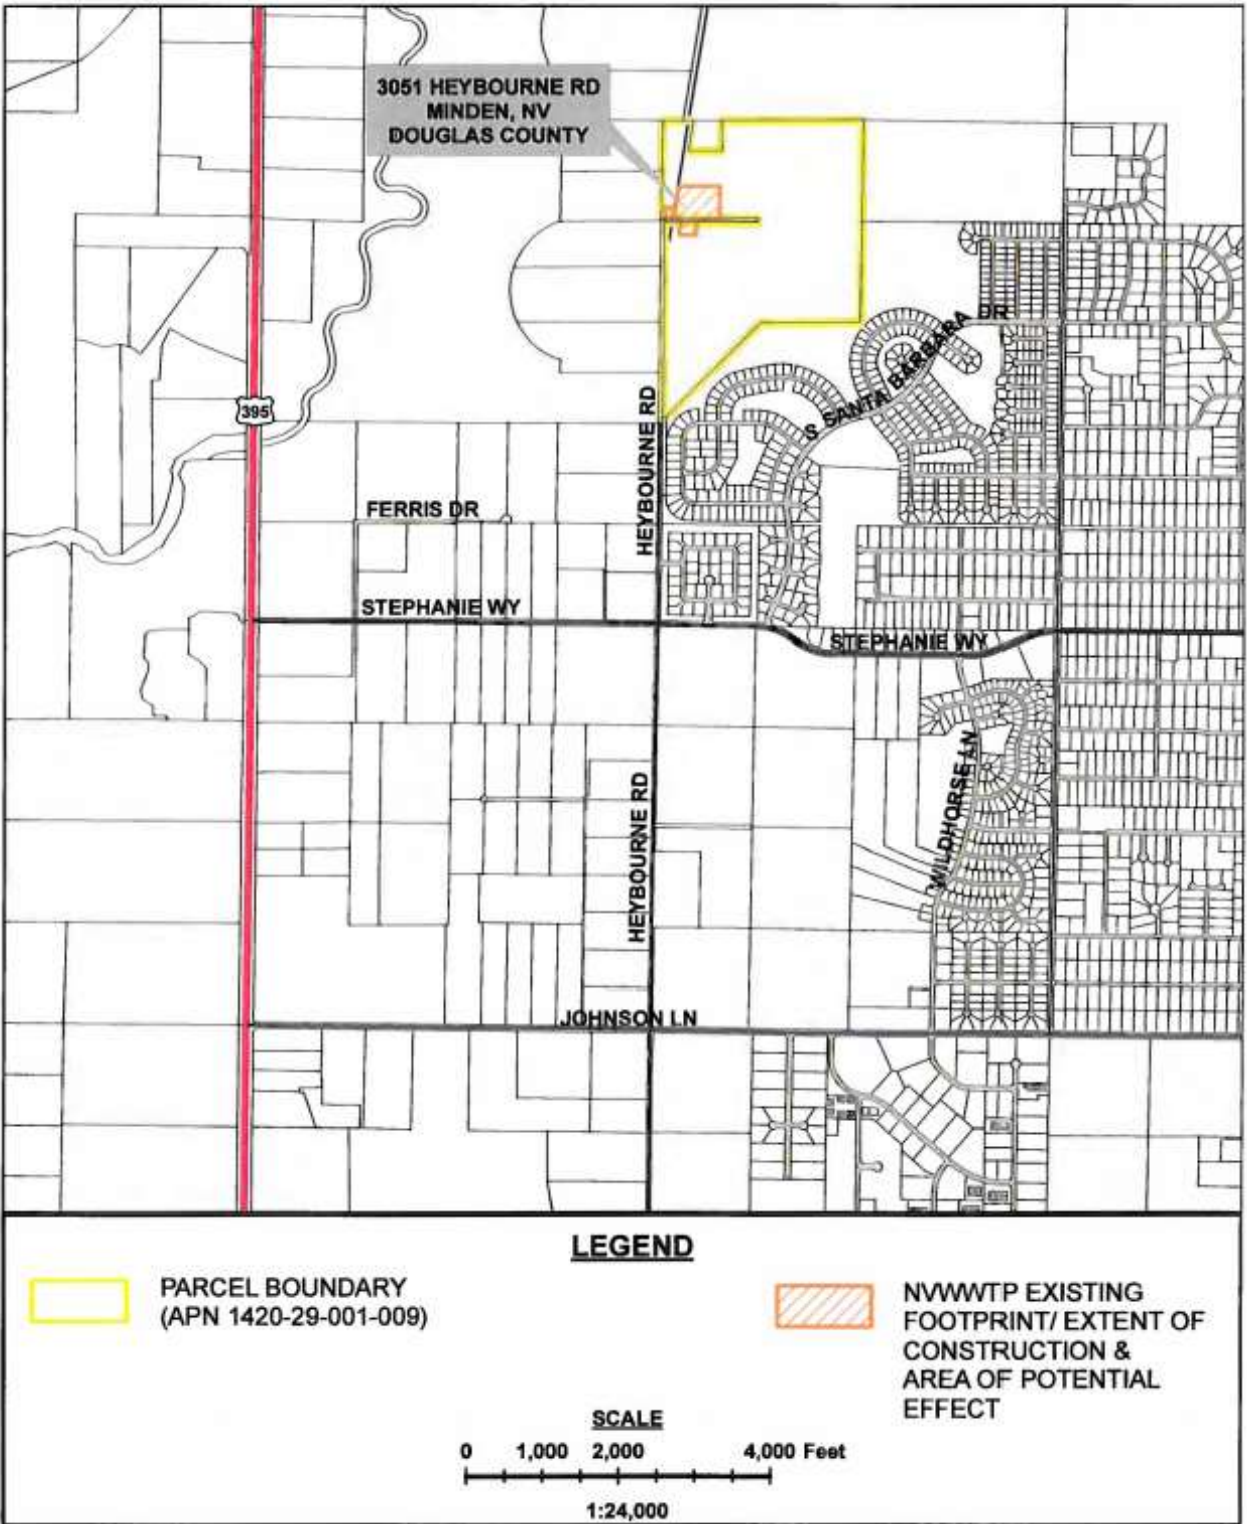 3051 HEYBOURNE RD
MINDEN, NV
DOUGLAS COUNTY
S SANTA BARBARA DR
395
HEYBOURNE RD
FERRIS DR
STEPHANIE WY
STEPHANIE WY
WILDHORSE LN
HEYBOURNE RD
JOHNSON LN
LEGEND
PARCEL BOUNDARY
(APN 1420-29-001-009)
NVWWTP EXISTING
FOOTPRINT/ EXTENT OF
CONSTRUCTION &
AREA OF POTENTIAL
EFFECT
SCALE
0 1,000 2,000 4,000 Feet
1:24,000